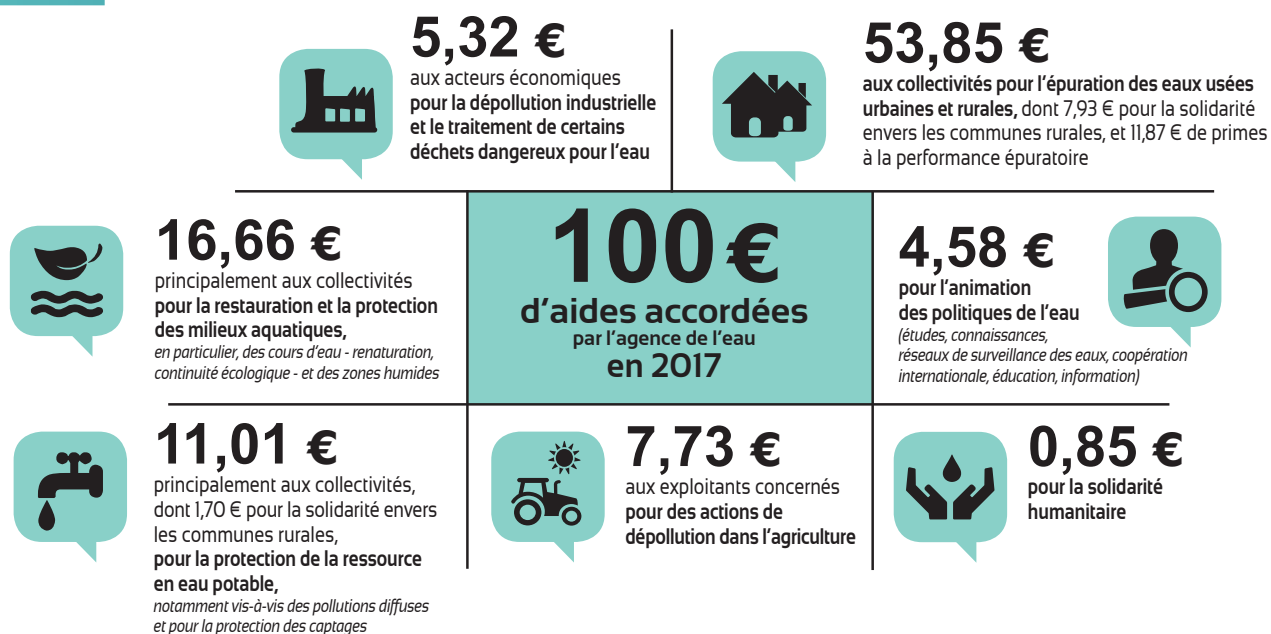 5,32 €
aux acteurs économiques
pour la dépollution industrielle
et le traitement de certains
déchets dangereux pour l'eau
53,85 €
aux collectivités pour l'épuration des eaux usées
urbaines et rurales, dont 7,93 € pour la solidarité
envers les communes rurales, et 11,87 € de primes
à la performance épuratoire
16,66 €
principalement aux collectivités
pour la restauration et la protection
des milieux aquatiques,
en particulier, des cours d'eau - renaturation,
continuité écologique - et des zones humides
100 €
d'aides accordées
par l'agence de l'eau
en 2017
4,58 €
pour l'animation
des politiques de l'eau
(études, connaissances,
réseaux de surveillance des eaux, coopération
internationale, éducation, information)
11,01 €
principalement aux collectivités,
dont 1,70 € pour la solidarité envers
les communes rurales,
pour la protection de la ressource
en eau potable,
notamment vis-à-vis des pollutions diffuses
et pour la protection des captages
7,73 €
aux exploitants concernés
pour des actions de
dépollution dans l'agriculture
0,85 €
pour la solidarité
humanitaire